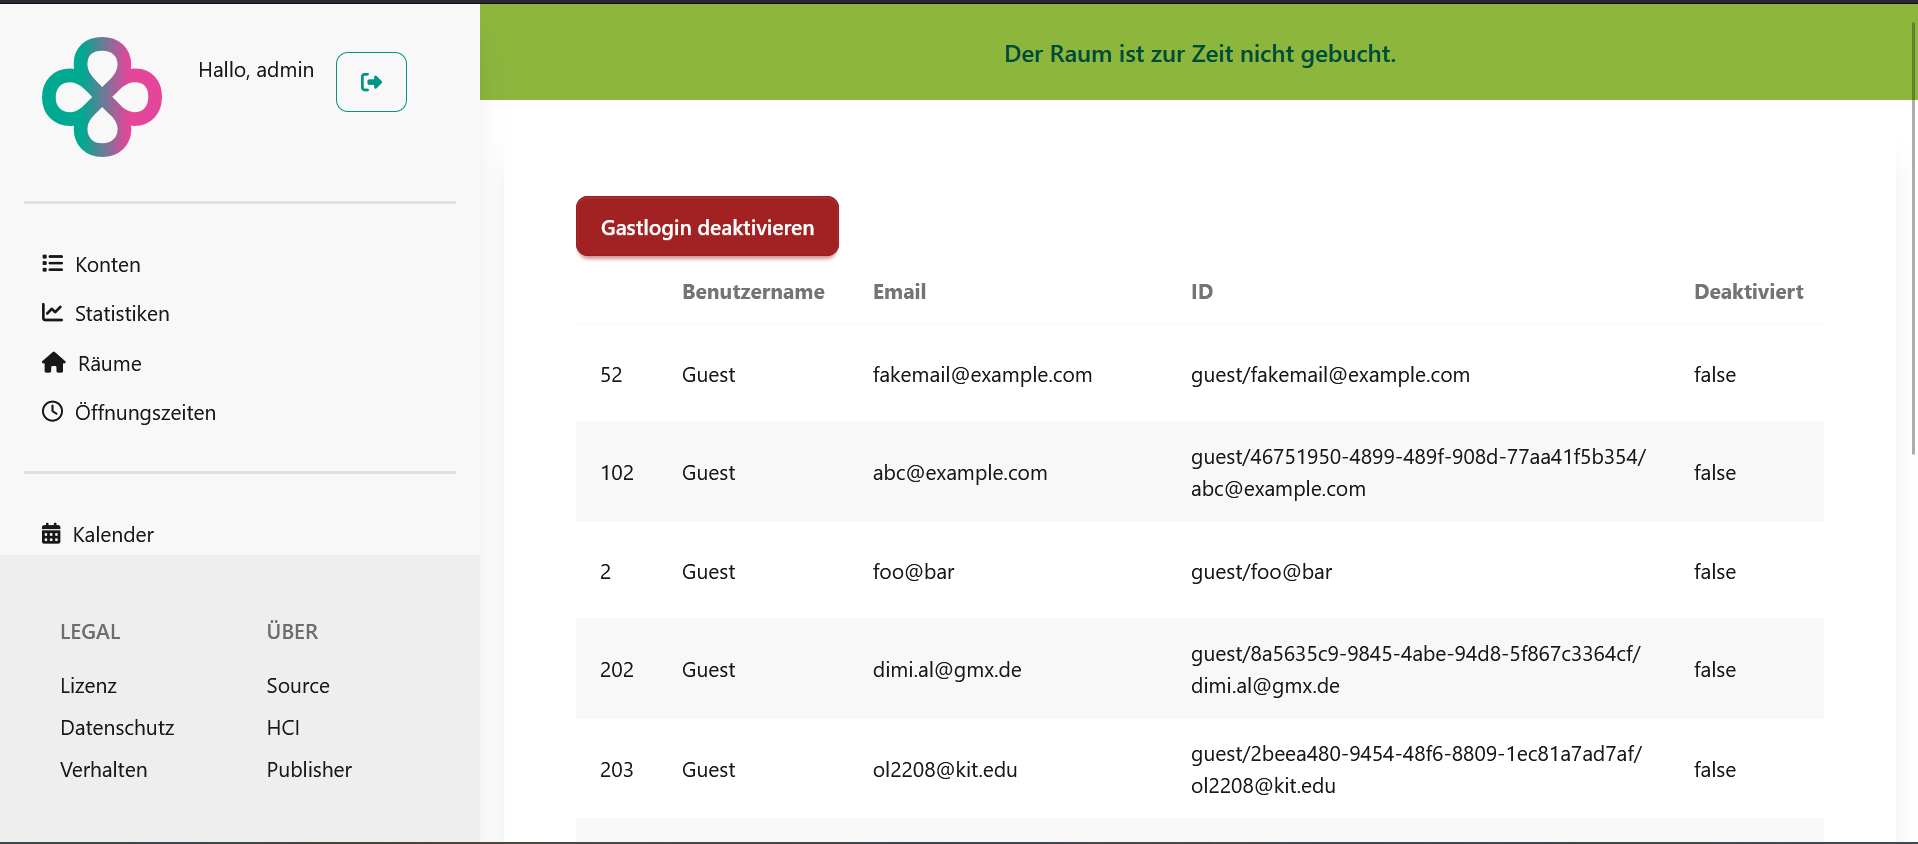 Hallo, admin
Der Raum ist zur Zeit nicht gebucht.
Konten
Statistiken
Räume
Öffnungszeiten
Kalender
LEGAL ÜBER
Lizenz Source
Datenschutz HCI
Verhalten Publisher
Gastlogin deaktivieren
Benutzername Email ID Deaktiviert
52 Guest fakemail@example.com guest/fakemail@example.com false
102 Guest abc@example.com guest/46751950-4899-489f-908d-77aa41f5b354/ false
abc@example.com
2 Guest foo@bar guest/foo@bar false
202 Guest dimi.al@gmx.de guest/8a5635c9-9845-4abe-94d8-5f867c3364cf/ false
dimi.al@gmx.de
203 Guest ol2208@kit.edu guest/2beea480-9454-48f6-8809-1ec81a7ad7af/ false
ol2208@kit.edu